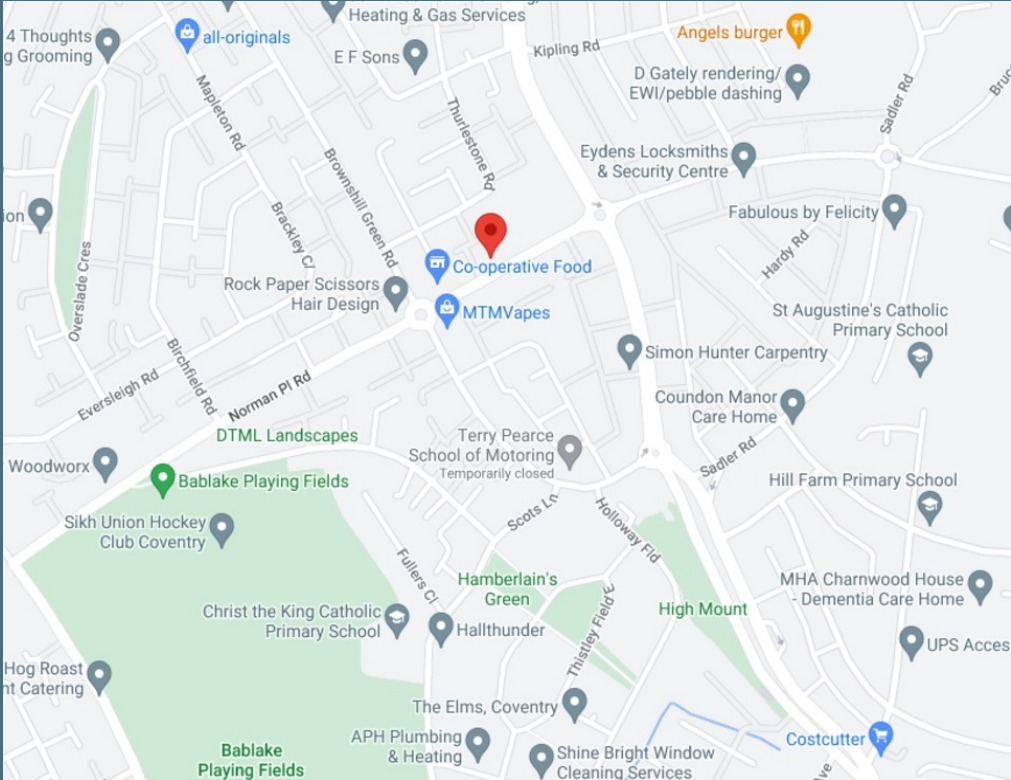 Heating & Gas Services
4 Thoughts
g Grooming
all-originals
E F Sons
Kipling Rd
Angels burger
D Gately rendering/
EWI/pebble dashing
Mapleton Rd
Thurlestone Rd
Sadler Rd
Eydens Locksmiths
& Security Centre
Brownshill Green Rd
Brackley Cl
ion
Fabulous by Felicity
Overslade Cres
Co-operative Food
Hardy Rd
Rock Paper Scissors
Hair Design
MTMVapes
St Augustine's Catholic
Primary School
Simon Hunter Carpentry
Birchfield Rd
Eversleigh Rd
Norman Pl Rd
Coundon Manor
Care Home
DTML Landscapes
Terry Pearce
School of Motoring
Temporarily closed
Sadler Rd
Woodworx
Bablake Playing Fields
Hill Farm Primary School
Sikh Union Hockey
Club Coventry
Scots Ln
Holloway Fld
Fullers Cl
Hamberlain's
Green
MHA Charnwood House
- Dementia Care Home
Christ the King Catholic
Primary School
Hallthunder
Thistley Field E
High Mount
UPS Acces
Hog Roast
nt Catering
The Elms, Coventry
APH Plumbing
& Heating
Costcutter
Bablake
Playing Fields
Shine Bright Window
Cleaning Services